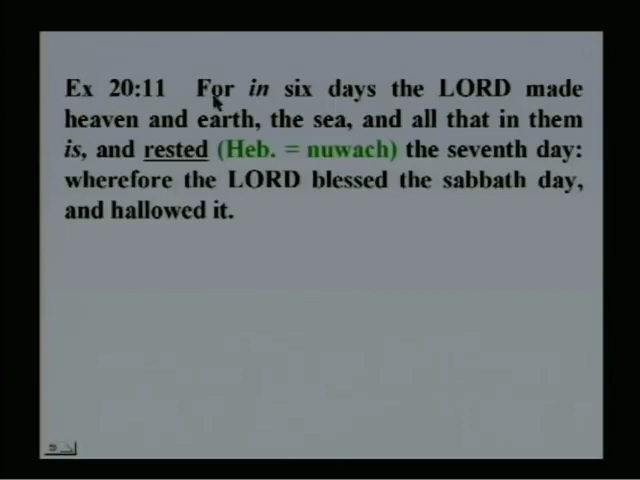 Ex 20:11 For in six days the LORD made
heaven and earth, the sea, and all that in them
is, and rested (Heb. = nuwach) the seventh day:
wherefore the LORD blessed the sabbath day,
and hallowed it.